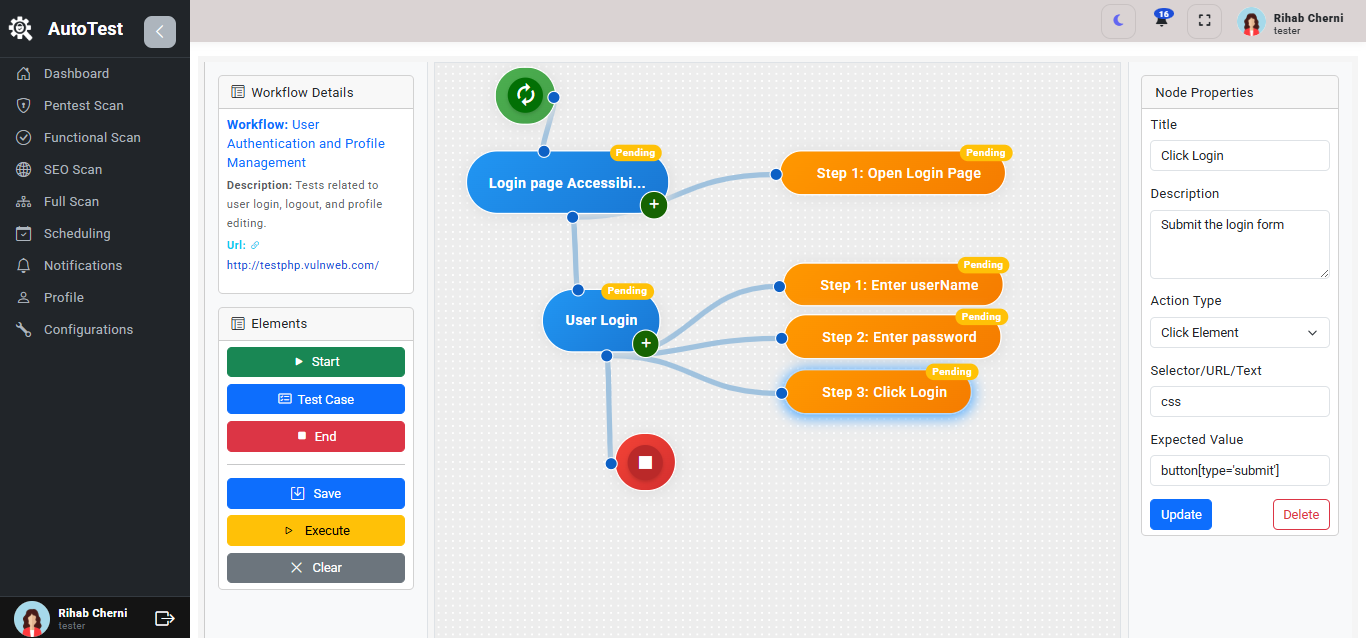 AutoTest
Dashboard
Pentest Scan
Functional Scan
SEO Scan
Full Scan
Scheduling
Notifications
Profile
Configurations
Rihab Cherni
tester
16
Rihab Cherni
tester
Workflow Details
Workflow: User
Authentication and Profile
Management
Description: Tests related to
user login, logout, and profile
editing.
Url:
http://testphp.vulnweb.com/
Elements
Start
Test Case
End
Save
Execute
Clear
Pending
Login page Accessibi...
+
Pending
Step 1: Open Login Page
Pending
User Login
+
Pending
Step 1: Enter userName
Pending
Step 2: Enter password
Pending
Step 3: Click Login
Node Properties
Title
Click Login
Description
Submit the login form
Action Type
Click Element
Selector/URL/Text
css
Expected Value
button[type='submit']
Update
Delete